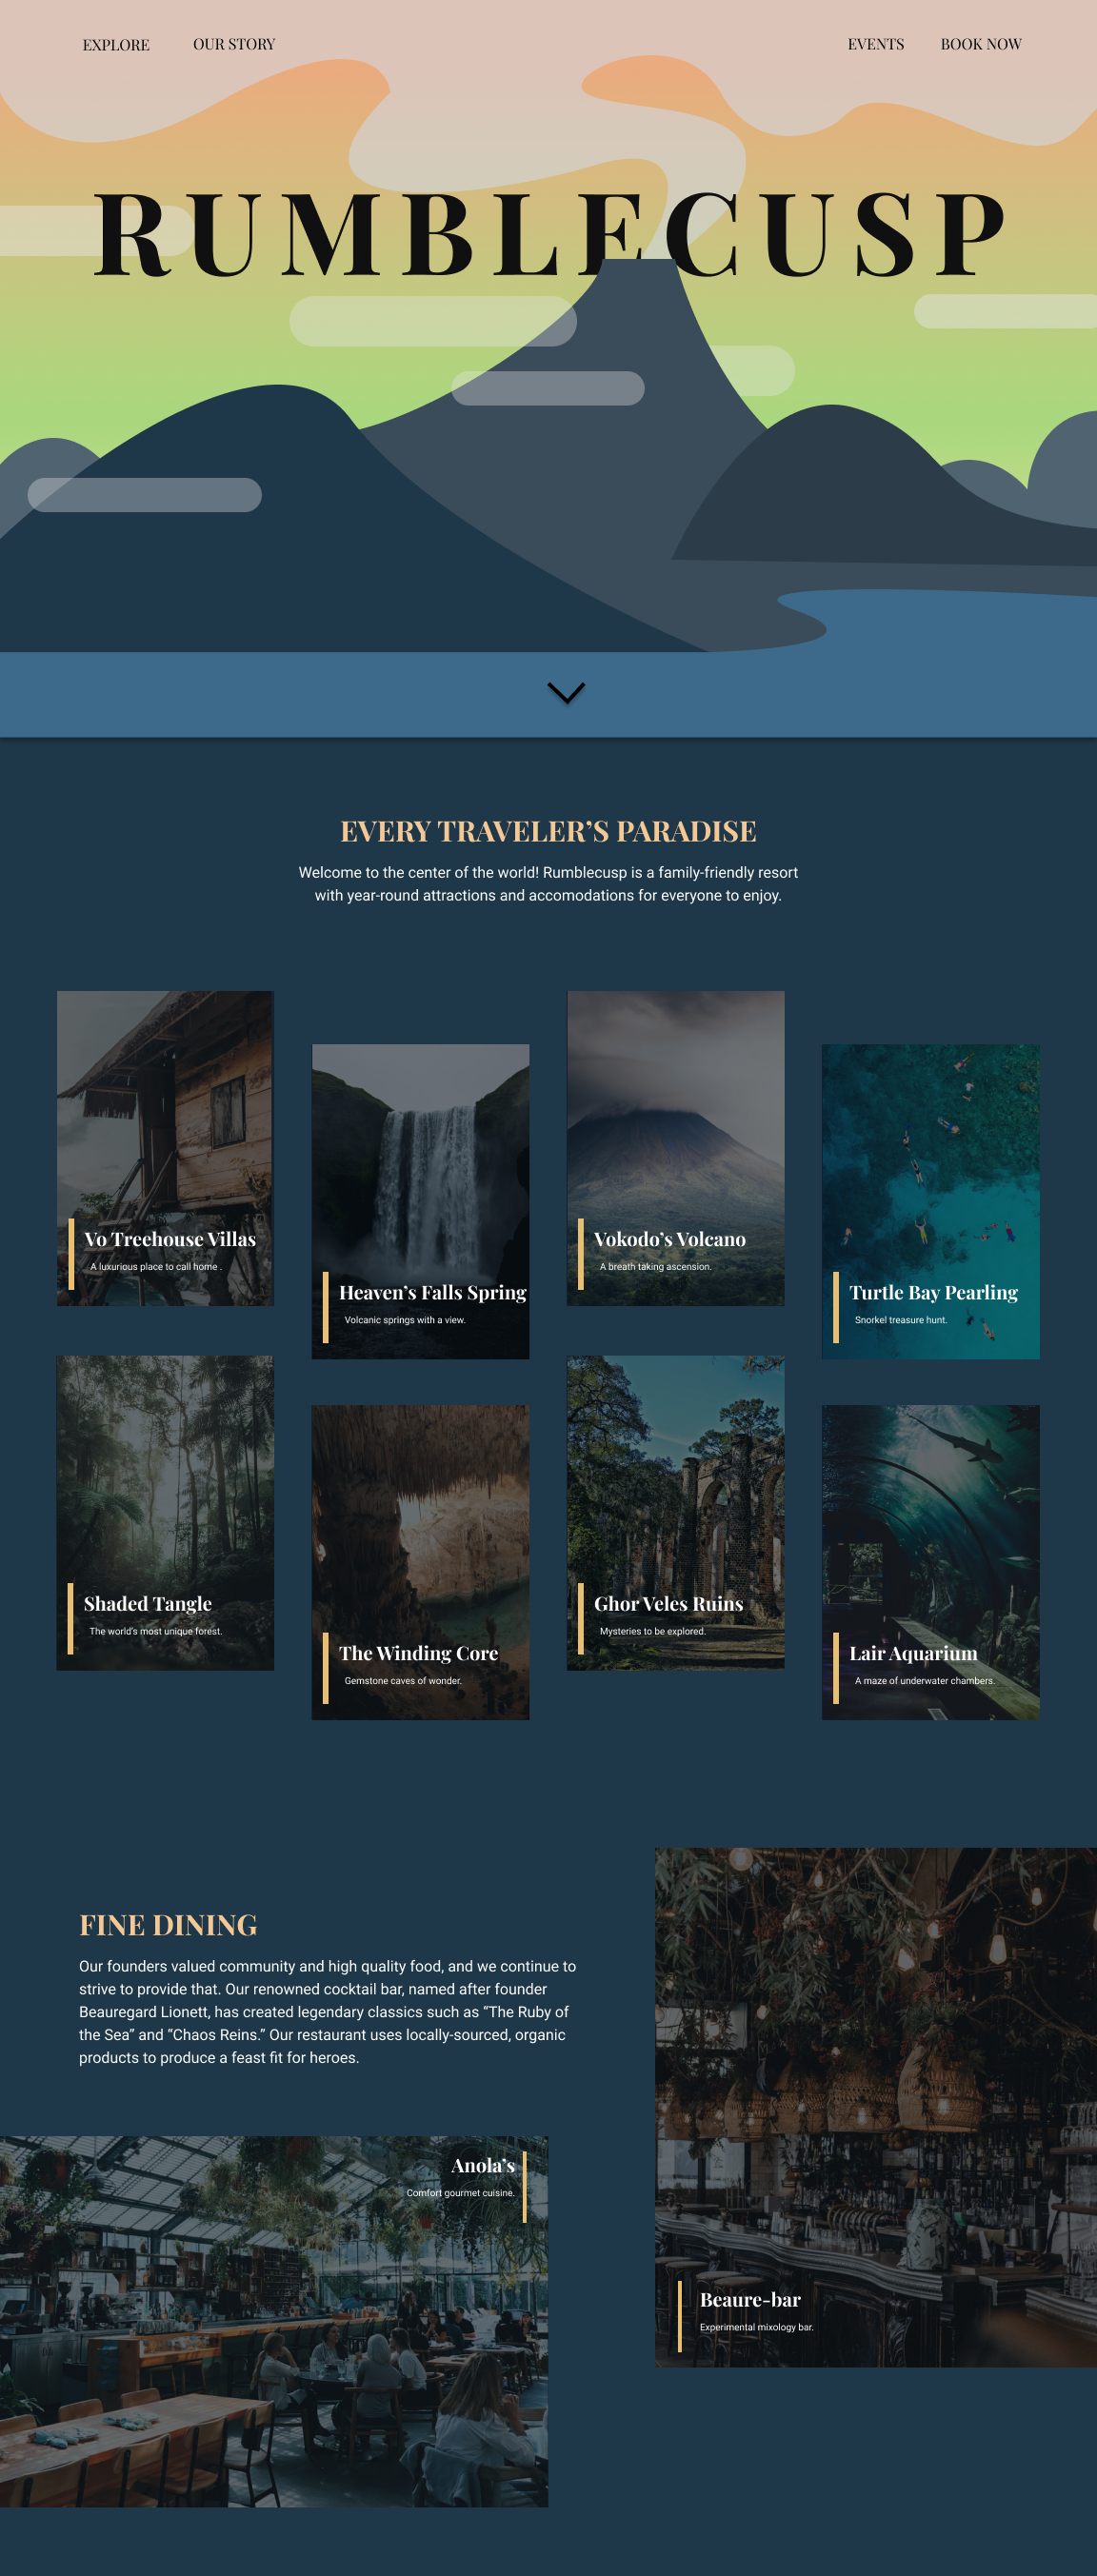 EXPLORE
OUR STORY
EVENTS
BOOK NOW
RUMBLECUSP
EVERY TRAVELER’S PARADISE
Welcome to the center of the world! Rumblecusp is a family-friendly resort
with year-round attractions and accomodations for everyone to enjoy.
Vo Treehouse Villas
A luxurious place to call home .
Heaven’s Falls Spring
Volcanic springs with a view.
Vokodo’s Volcano
A breath taking ascension.
Turtle Bay Pearling
Snorkel treasure hunt.
Shaded Tangle
The world’s most unique forest.
The Winding Core
Gemstone caves of wonder.
Ghor Veles Ruins
Mysteries to be explored.
Lair Aquarium
A maze of underwater chambers.
FINE DINING
Our founders valued community and high quality food, and we continue to
strive to provide that. Our renowned cocktail bar, named after founder
Beauregard Lionett, has created legendary classics such as “The Ruby of
the Sea” and “Chaos Reins.” Our restaurant uses locally-sourced, organic
products to produce a feast fit for heroes.
Anola’s
Comfort gourmet cuisine.
Beaure-bar
Experimental mixology bar.